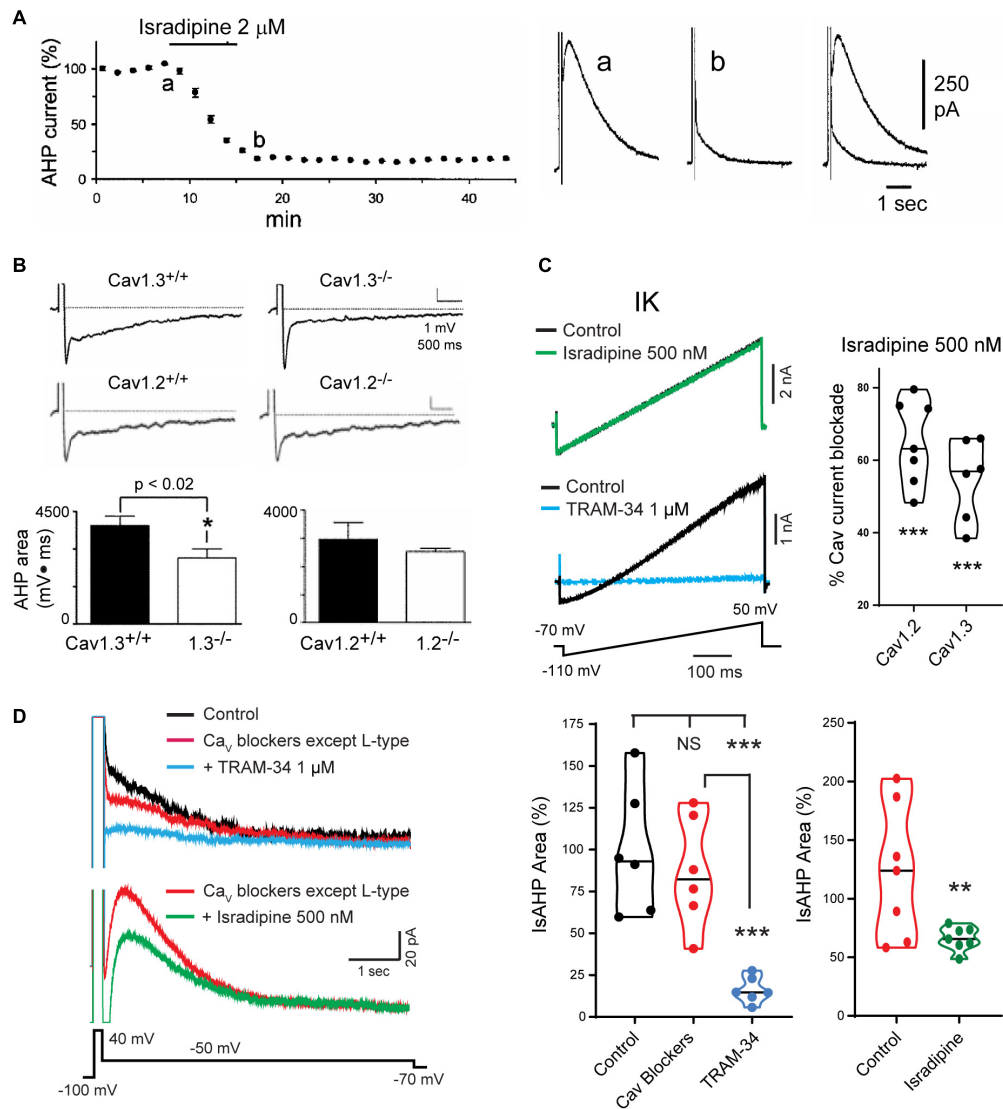 A
Isradipine 2 μM
AHP current (%)
100
50
0
a
b
0 10 20 30 40
min
a
b
250
pA
1 sec
B
Cav1.3+/+
Cav1.3-/-
1 mV
500 ms
Cav1.2+/+
Cav1.2-/-
p < 0.02
*
AHP area
(mV• ms)
4500
0
Cav1.3+/+ 1.3-/-
4000
0
Cav1.2+/+ 1.2-/-
C
IK
Control
Isradipine 500 nM
2 nA
Control
TRAM-34 1 µM
1 nA
50 mV
-70 mV
-110 mV
100 ms
Isradipine 500 nM
% Cav current blockade
80
60
40
20
***
***
Cav1.2
Cav1.3
D
Control
CaV blockers except L-type
+ TRAM-34 1 µM
CaV blockers except L-type
+ Isradipine 500 nM
20 pA
1 sec
40 mV
-50 mV
-100 mV
-70 mV
IsAHP Area (%)
175
150
125
100
75
50
25
0
NS
***
***
Control
Cav Blockers
TRAM-34
IsAHP Area (%)
250
200
150
100
50
0
**
Control
Isradipine